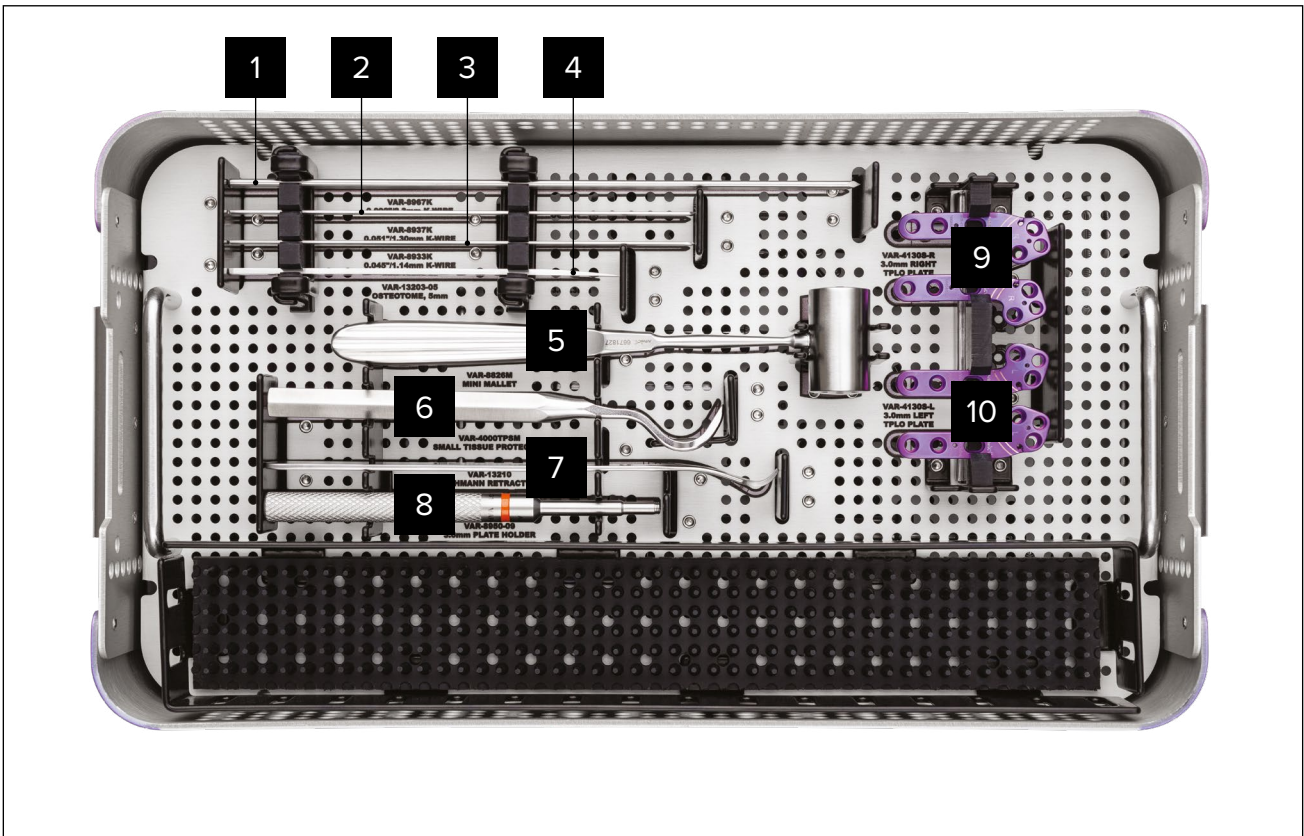 1
2
3
4
VAR-8967K
K-WIRE
VAR-8937K
0.051"/1.30mm K-WIRE
VAR-8933K
0.045"/1.14mm K-WIRE
VAR-13203-05
OSTEOTOME, 5mm
5
VAR-8826M
MINI MALLET
6
VAR-4000TPSM
SMALL TISSUE
7
VAR-13210
8
VAR-8950-09
PLATE HOLDER
9
VAR-41308-R
3.0mm RIGHT
TPLO PLATE
10
VAR-41308-L
3.0mm LEFT
TPLO PLATE